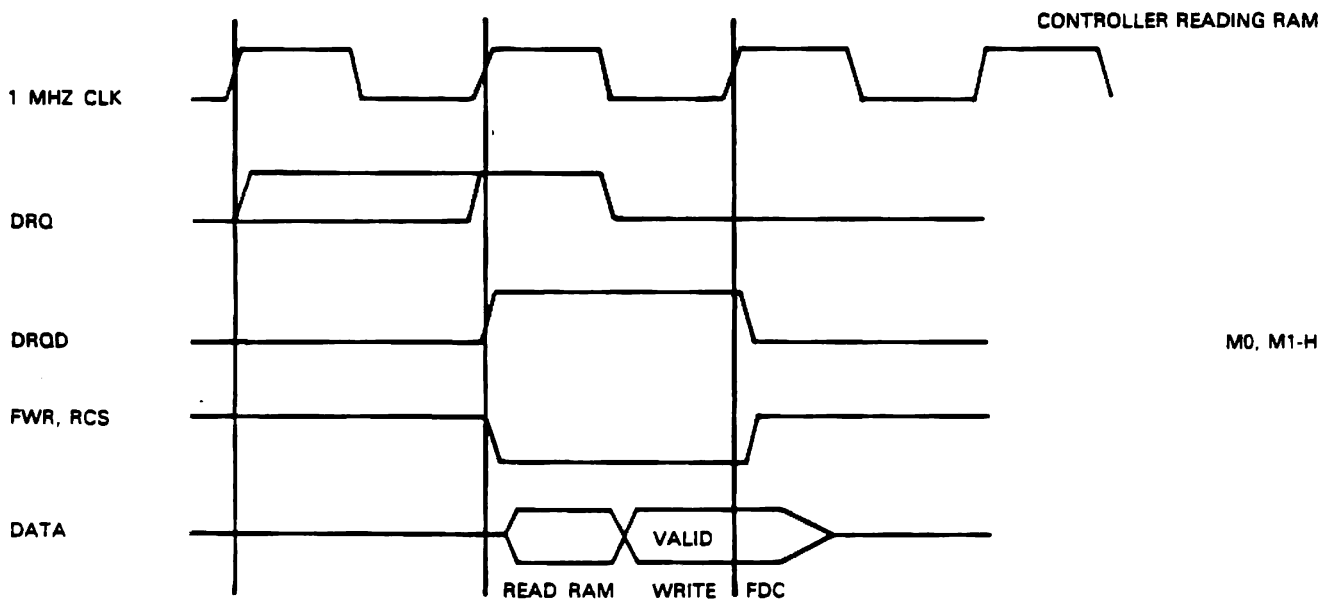 CONTROLLER READING RAM
1 MHZ CLK
DRQ
DRQD
M0, M1-H
FWR, RCS
DATA
VALID
READ RAM WRITE FDC